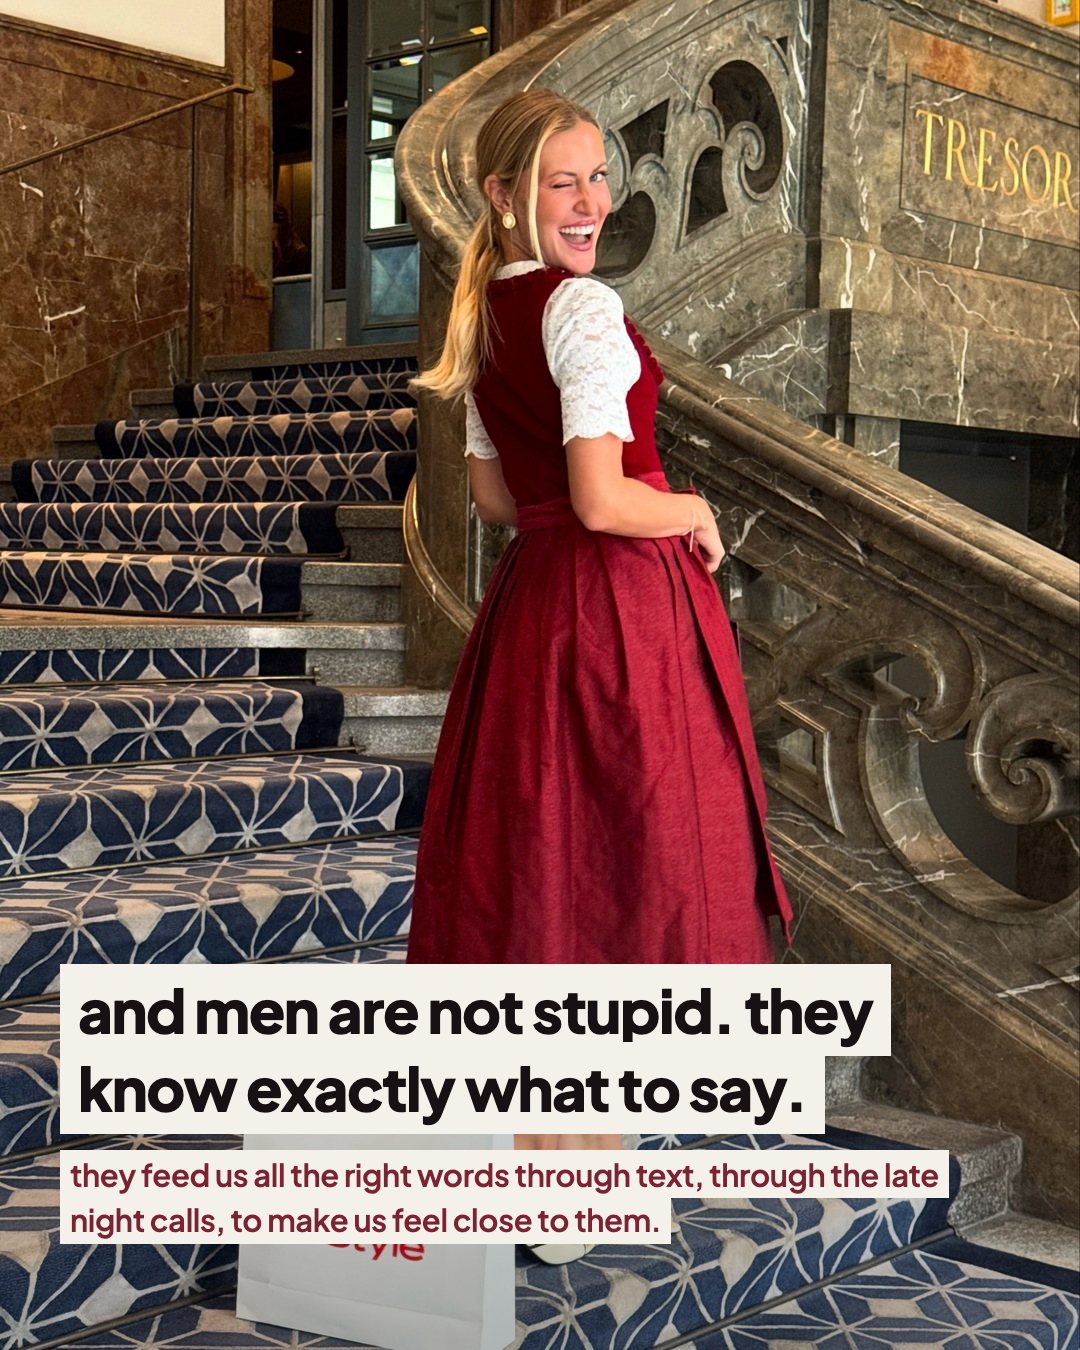 TRESOR
and men are not stupid. they
know exactly what to say.
they feed us all the right words through text, through the late
night calls, to make us feel close to them.
style